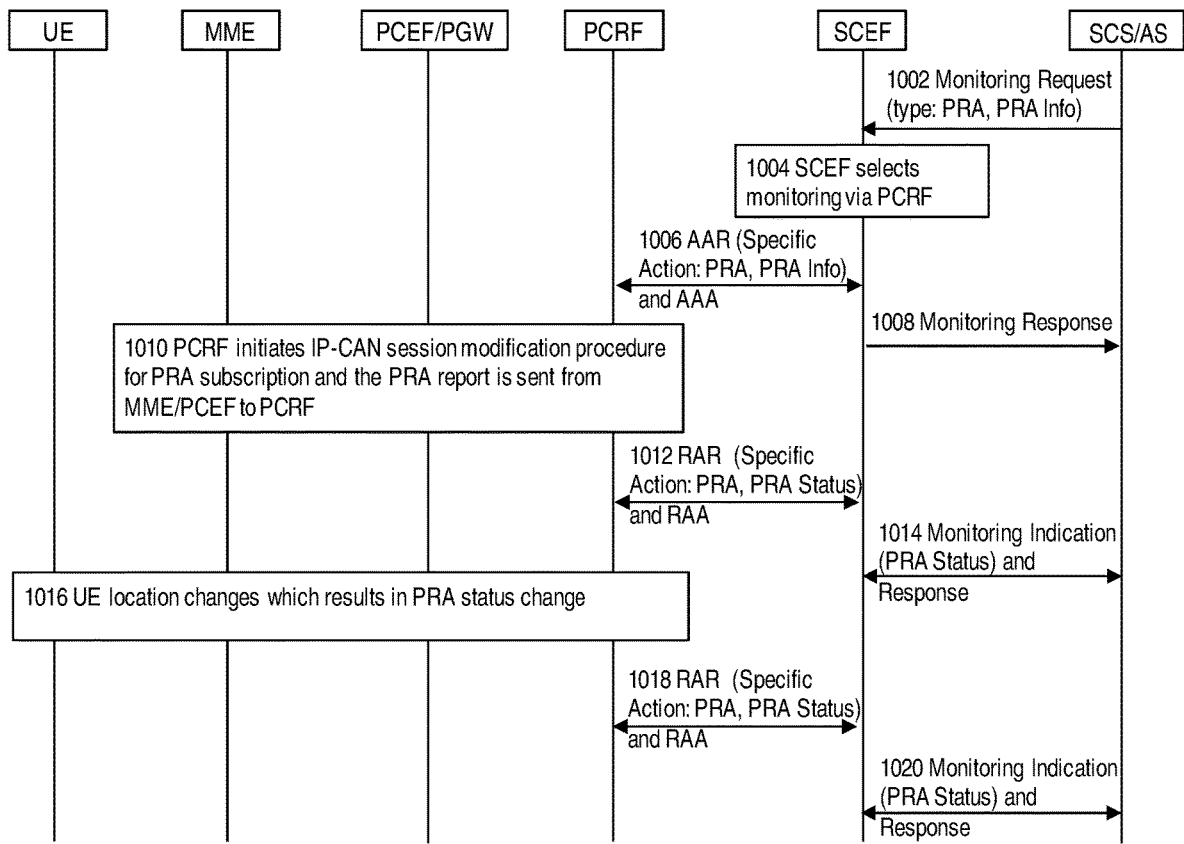 UE
MME
PCEF/PGW
PCRF
SCEF
SCS/AS
1002 Monitoring Request
(type: PRA, PRA Info)
1004 SCEF selects
monitoring via PCRF
1006 AAR (Specific
Action: PRA, PRA Info)
and AAA
1008 Monitoring Response
1010 PCRF initiates IP-CAN session modification procedure
for PRA subscription and the PRA report is sent from
MME/PCEF to PCRF
1012 RAR (Specific
Action: PRA, PRA Status)
and RAA
1014 Monitoring Indication
(PRA Status) and
Response
1016 UE location changes which results in PRA status change
1018 RAR (Specific
Action: PRA, PRA Status)
and RAA
1020 Monitoring Indication
(PRA Status) and
Response